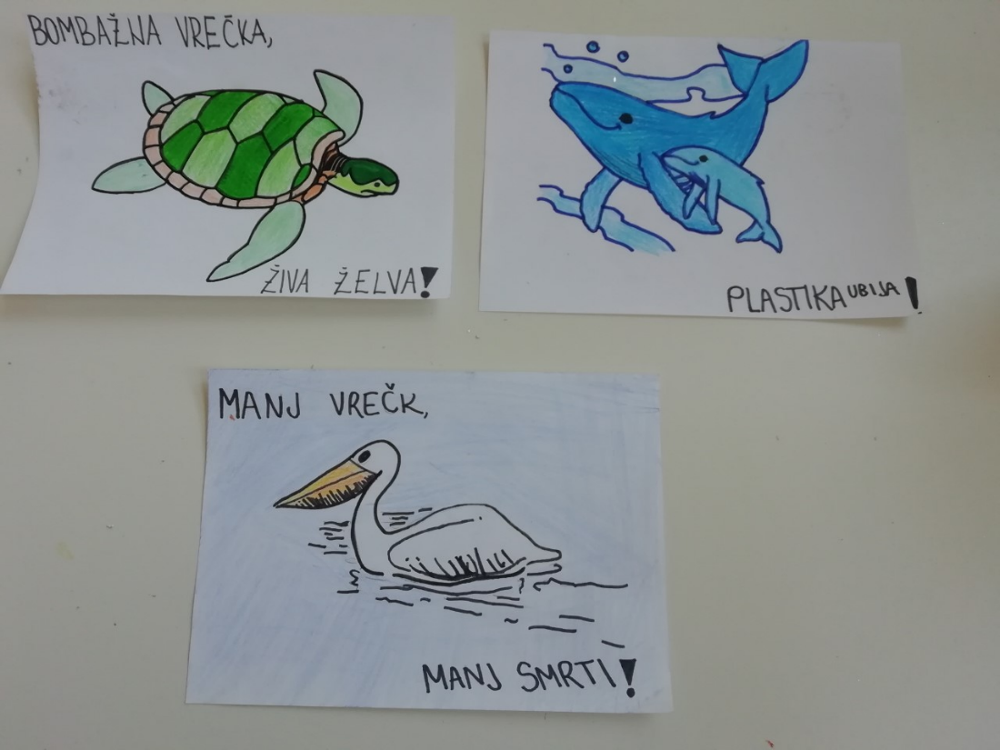 BOMBAŽNA VREČKA,
ŽIVA ŽELVA!
PLASTIKA UBIJA!
MANJ VREČK,
MANJ SMRTI!